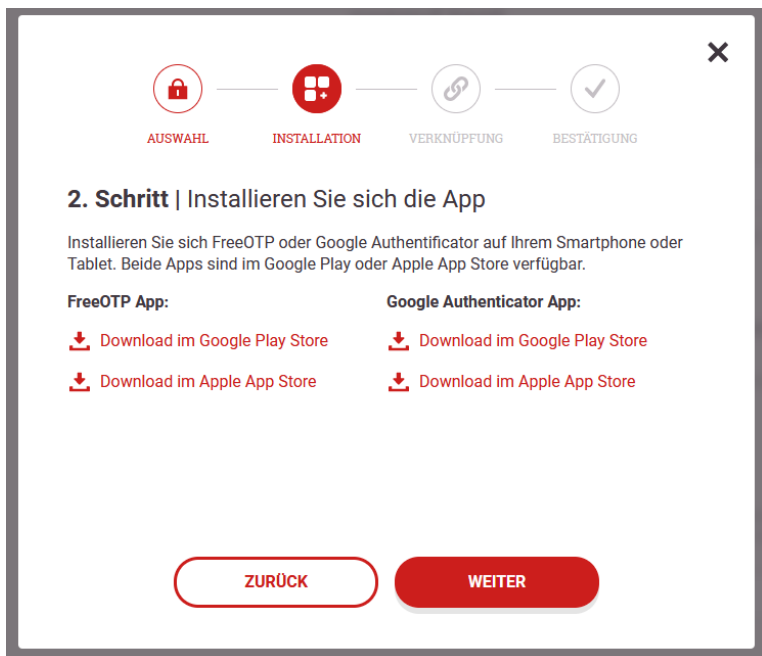 AUSWAHL
INSTALLATION
VERKNÜPFUNG
BESTÄTIGUNG
2. Schritt | Installieren Sie sich die App
Installieren Sie sich FreeOTP oder Google Authentificator auf Ihrem Smartphone oder
Tablet. Beide Apps sind im Google Play oder Apple App Store verfügbar.
FreeOTP App:
Download im Google Play Store
Download im Apple App Store
Google Authenticator App:
Download im Google Play Store
Download im Apple App Store
ZURÜCK
WEITER